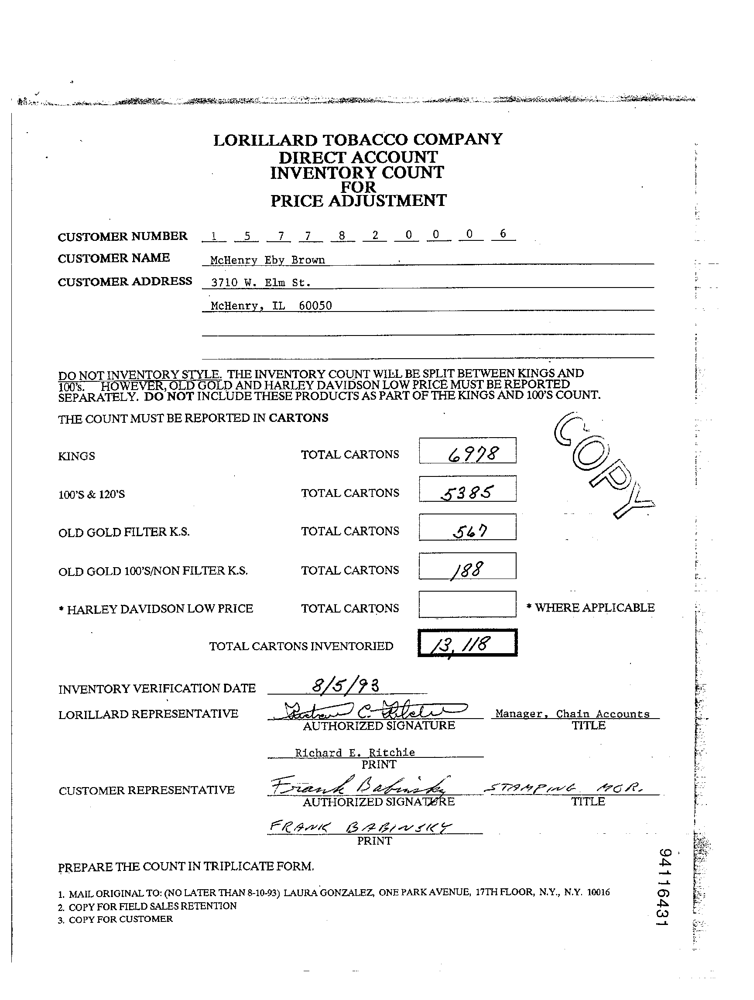 LORILLARD TOBACCO COMPANY
DIRECT ACCOUNT
INVENTORY COUNT
FOR
PRICE ADJUSTMENT
CUSTOMER NUMBER 1 5 7 7 8 2 0 0 0 6
CUSTOMER NAME McHenry Eby Brown
CUSTOMER ADDRESS 3710 W. Elm St.
McHenry, IL 60050
DO NOT INVENTORY STYLE. THE INVENTORY COUNT WILL BE SPLIT BETWEEN KINGS AND
100's. HOWEVER, OLD GOLD AND HARLEY DAVIDSON LOW PRICE MUST BE REPORTED
SEPARATELY. DO NOT INCLUDE THESE PRODUCTS AS PART OF THE KINGS AND 100'S COUNT.
THE COUNT MUST BE REPORTED IN CARTONS
COPY
KINGS TOTAL CARTONS 6978
100'S & 120'S TOTAL CARTONS 5385
OLD GOLD FILTER K.S. TOTAL CARTONS 567
OLD GOLD 100'S/NON FILTER K.S. TOTAL CARTONS 188
* HARLEY DAVIDSON LOW PRICE TOTAL CARTONS * WHERE APPLICABLE
TOTAL CARTONS INVENTORIED 13,118
INVENTORY VERIFICATION DATE 8/5/93
LORILLARD REPRESENTATIVE C. Manager, Chain Accounts
AUTHORIZED SIGNATURE TITLE
Richard E. Ritchie
PRINT
CUSTOMER REPRESENTATIVE Frank Babinsky STAMPING MGR.
AUTHORIZED SIGNATURE TITLE
FRANK BABINSKY
PRINT
PREPARE THE COUNT IN TRIPLICATE FORM.
1. MAIL ORIGINAL TO: (NO LATER THAN 8-10-93) LAURA GONZALEZ, ONE PARK AVENUE, 17TH FLOOR, N.Y., N.Y. 10016
2. COPY FOR FIELD SALES RETENTION
3. COPY FOR CUSTOMER
94116431